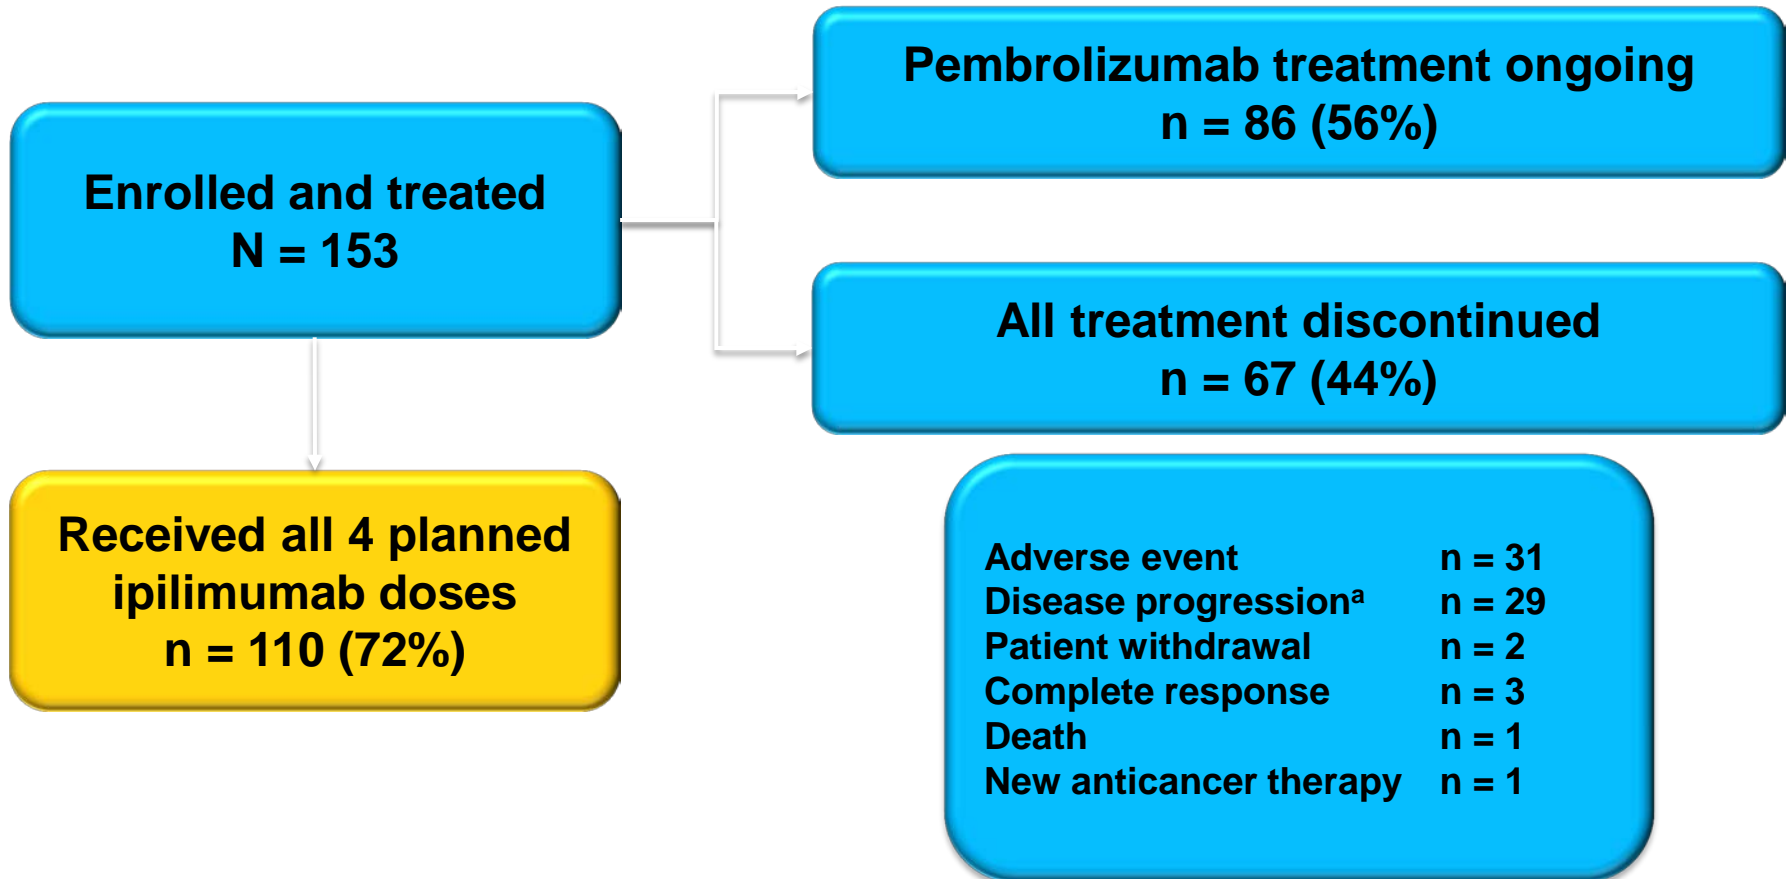 Enrolled and treated
N = 153
Pembrolizumab treatment ongoing
n = 86 (56%)
All treatment discontinued
n = 67 (44%)
Received all 4 planned
ipilimumab doses
n = 110 (72%)
Adverse event n = 31
Disease progressionᵃ n = 29
Patient withdrawal n = 2
Complete response n = 3
Death n = 1
New anticancer therapy n = 1